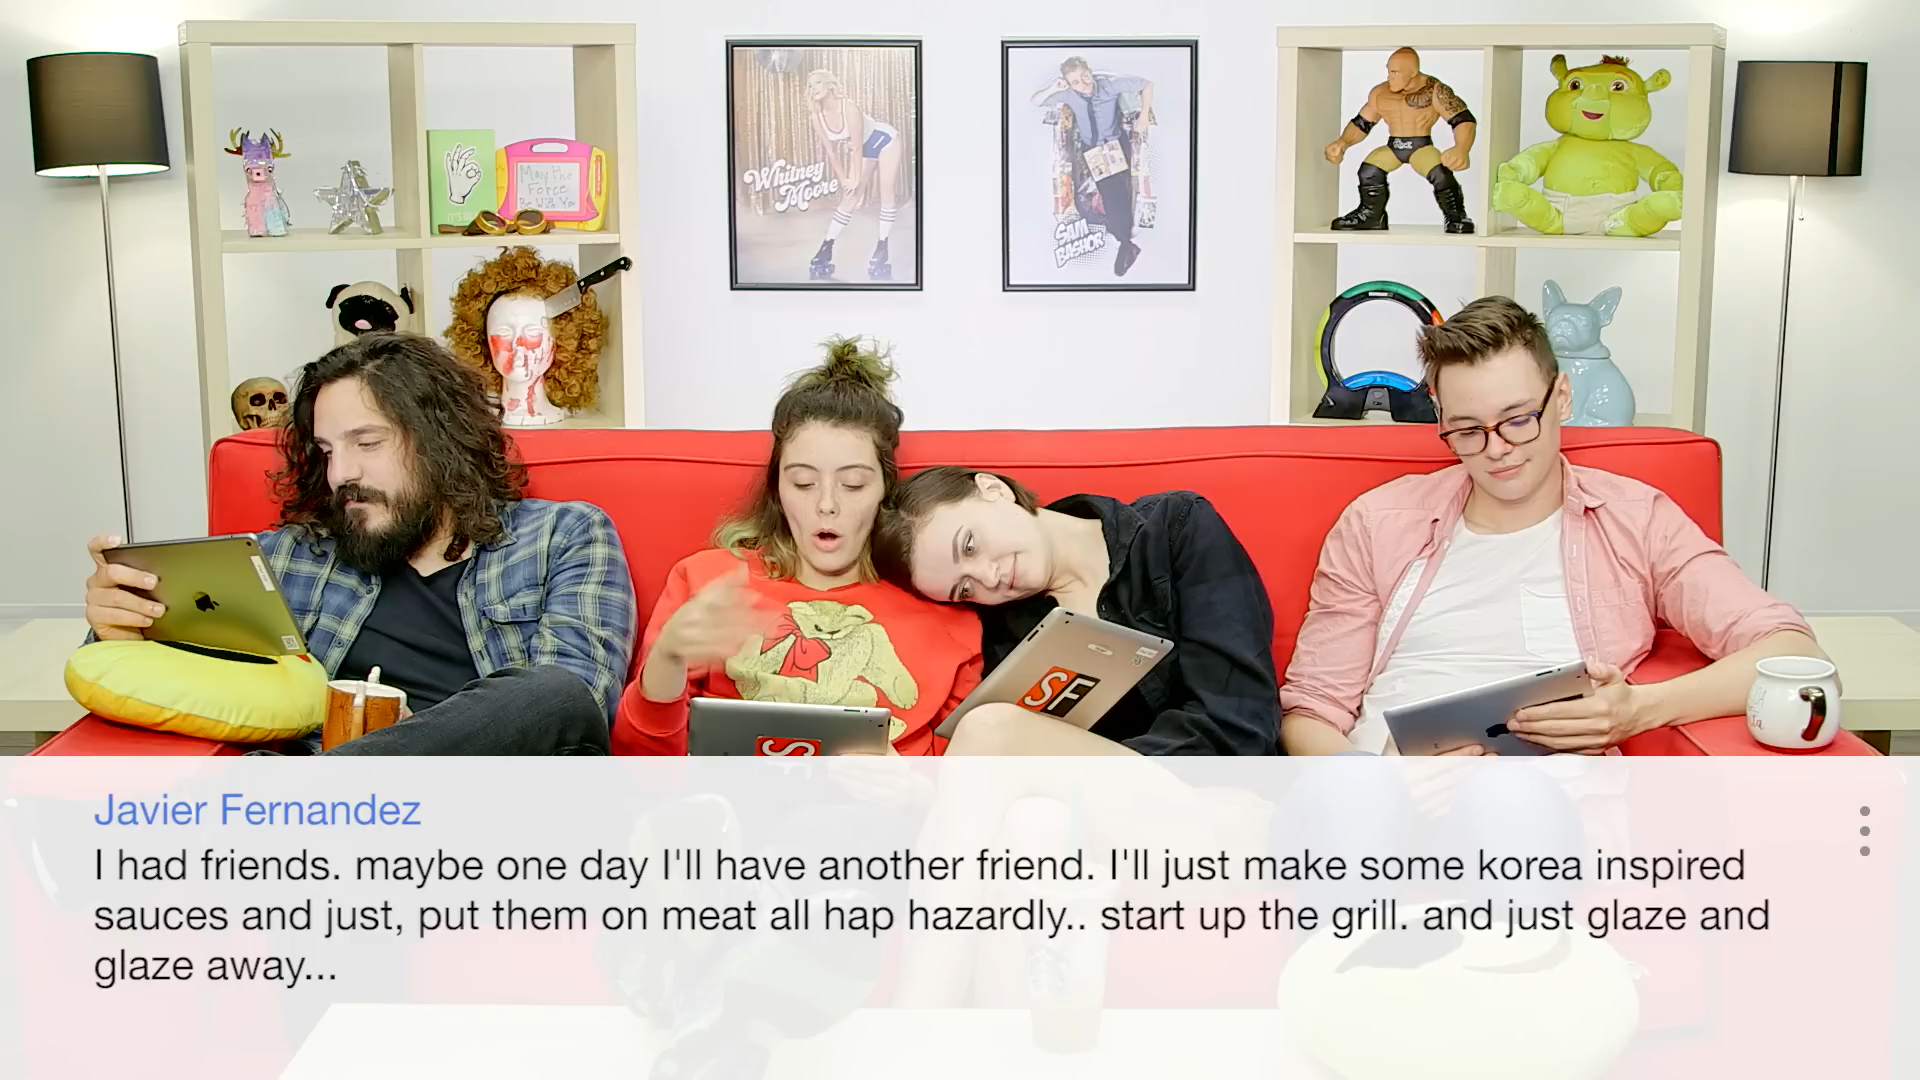 Whitney
Moore
SAM
BASHOR
May the
Force
Be With You
IT'S
SF
SF
Javier Fernandez
I had friends. maybe one day I'll have another friend. I'll just make some korea inspired
sauces and just, put them on meat all hap hazardly.. start up the grill. and just glaze and
glaze away...